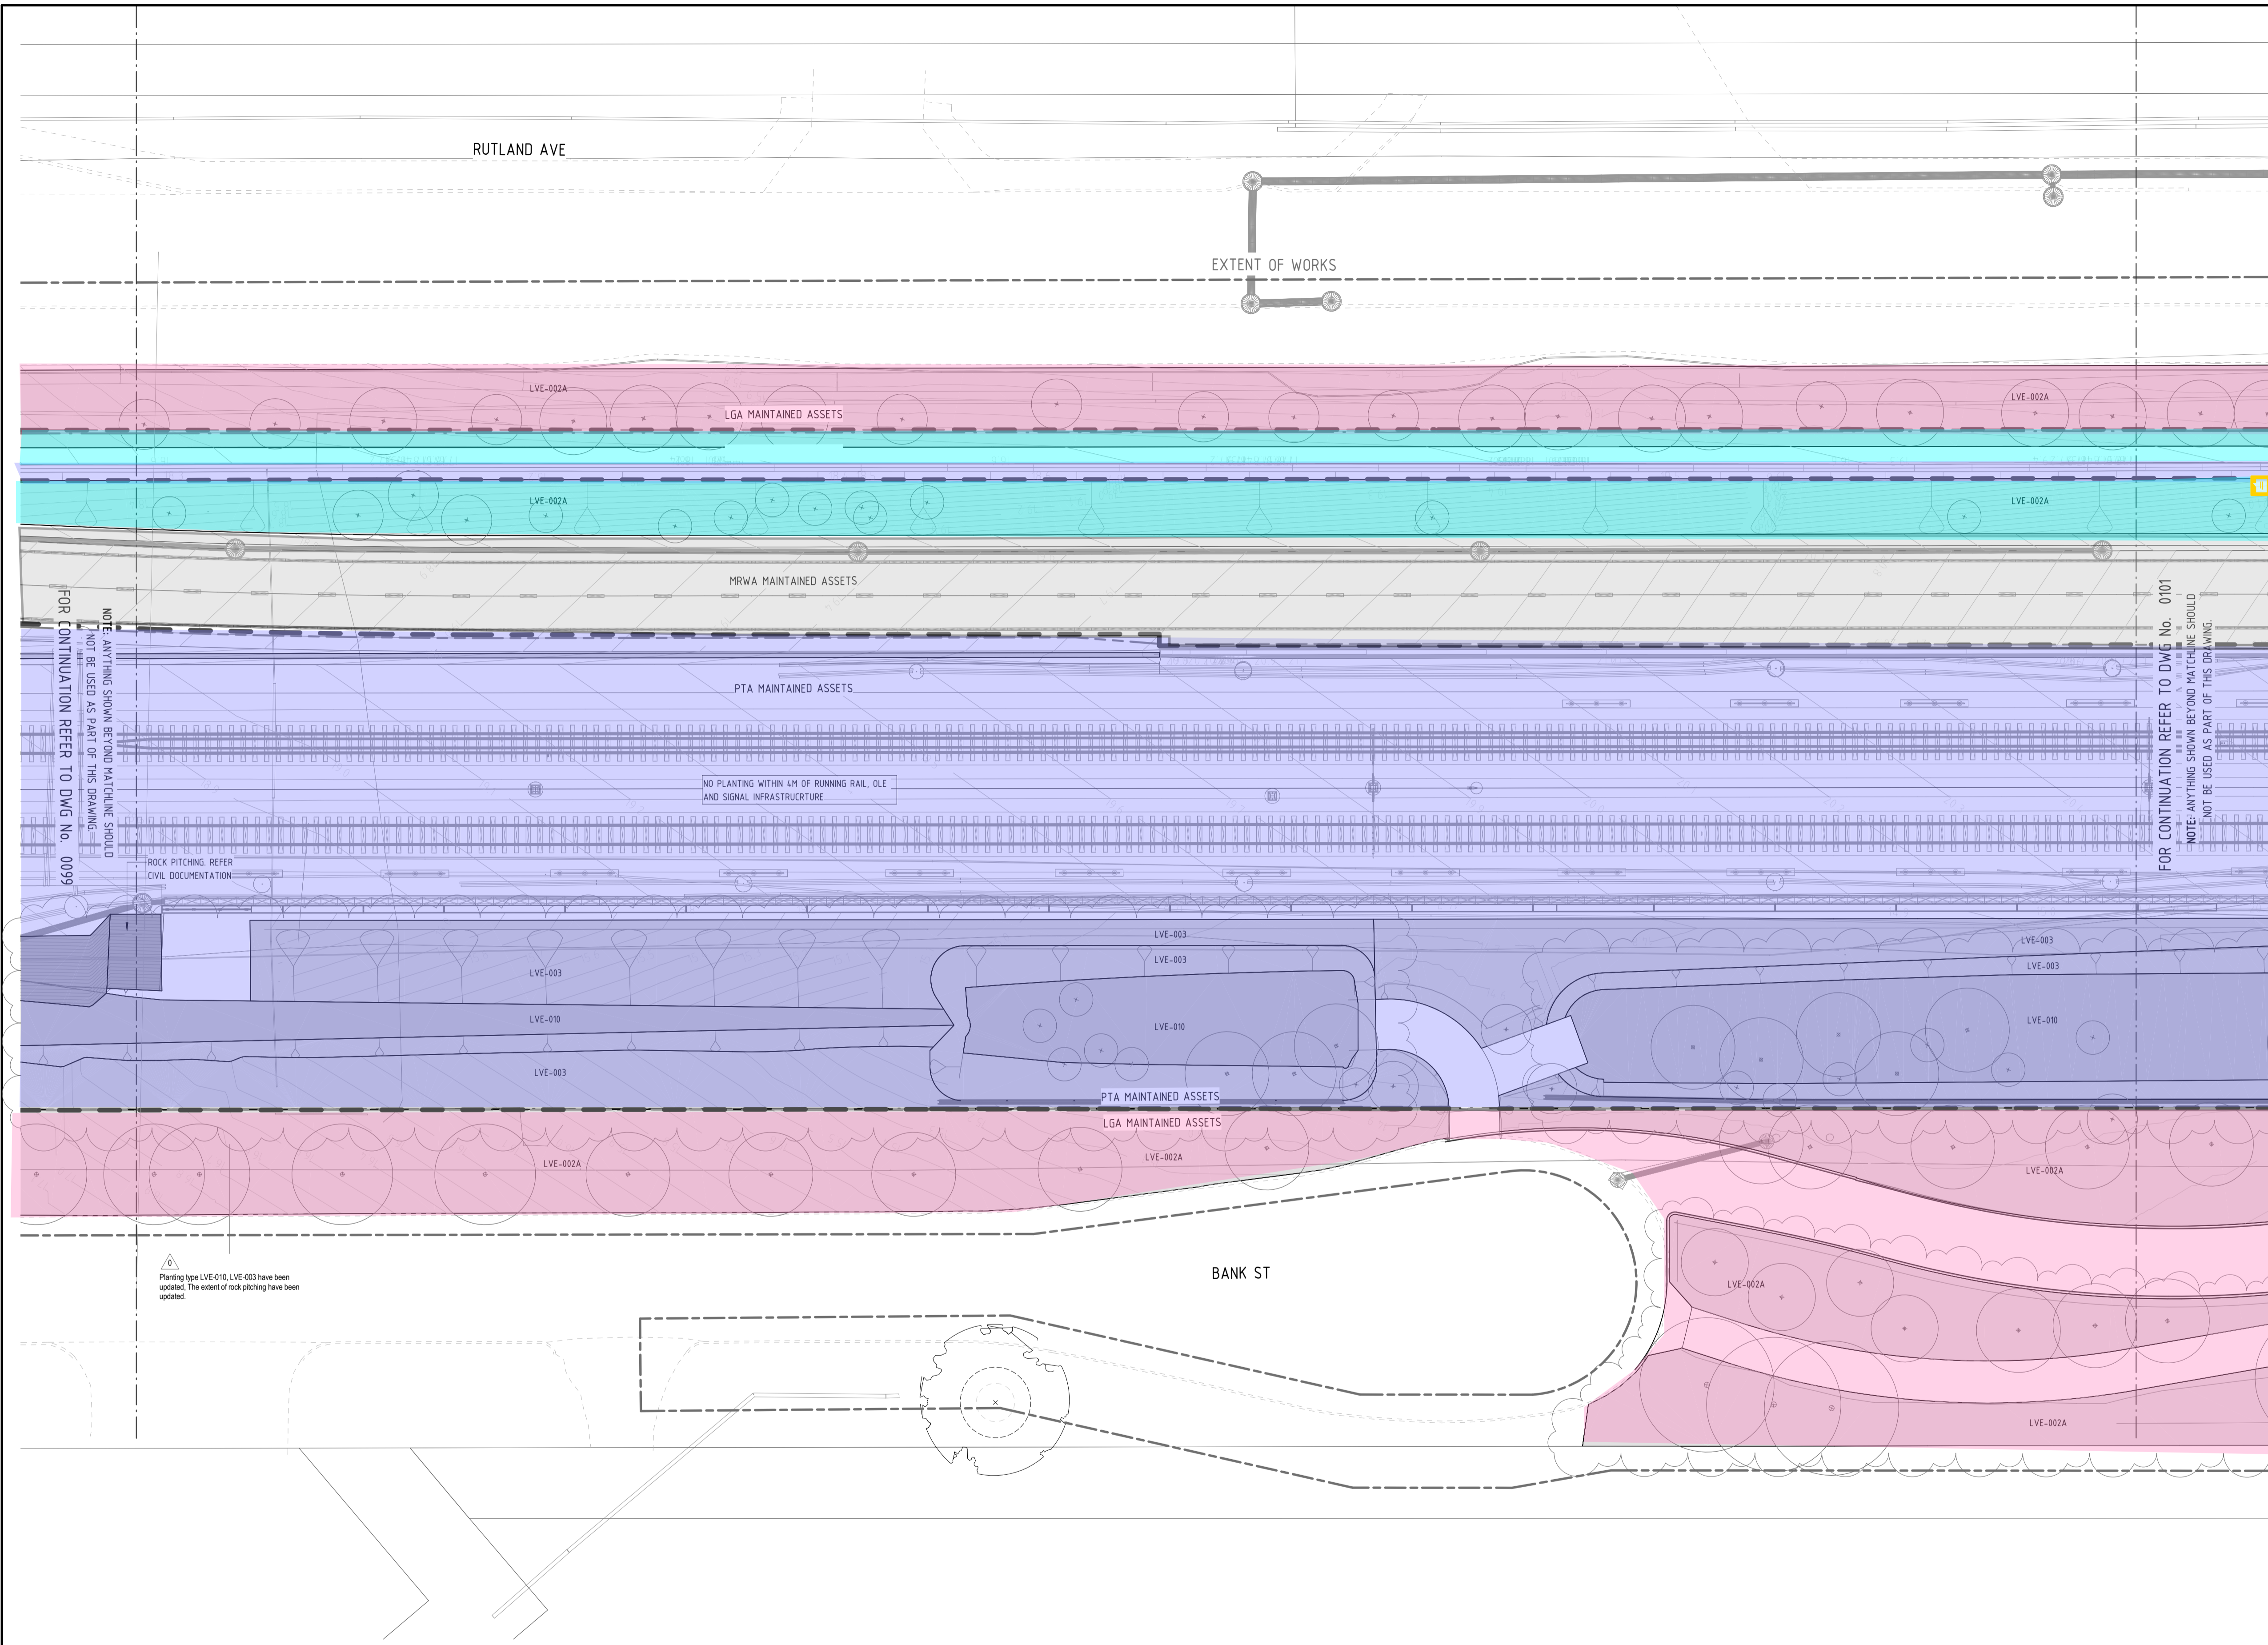 RUTLAND AVE
EXTENT OF WORKS
LVE-002A
LVE-002A
LGA MAINTAINED ASSETS
LVE-002A
LVE-002A
MRWA MAINTAINED ASSETS
FOR CONTINUATION REFER TO DWG No. 0099
NOTE: ANYTHING SHOWN BEYOND MATCHLINE SHOULD
NOT BE USED AS PART OF THIS DRAWING.
FOR CONTINUATION REFER TO DWG No. 0101
NOTE: ANYTHING SHOWN BEYOND MATCHLINE SHOULD
NOT BE USED AS PART OF THIS DRAWING.
PTA MAINTAINED ASSETS
NO PLANTING WITHIN 4M OF RUNNING RAIL, OLE
AND SIGNAL INFRASTRUCRTURE
ROCK PITCHING. REFER
CIVIL DOCUMENTATION
LVE-003
LVE-003
LVE-003
LVE-003
LVE-003
LVE-010
LVE-010
LVE-010
LVE-003
PTA MAINTAINED ASSETS
LGA MAINTAINED ASSETS
LVE-002A
LVE-002A
LVE-002A
0
Planting type LVE-010, LVE-003 have been
updated, The extent of rock pitching have been
updated.
BANK ST
LVE-002A
LVE-002A